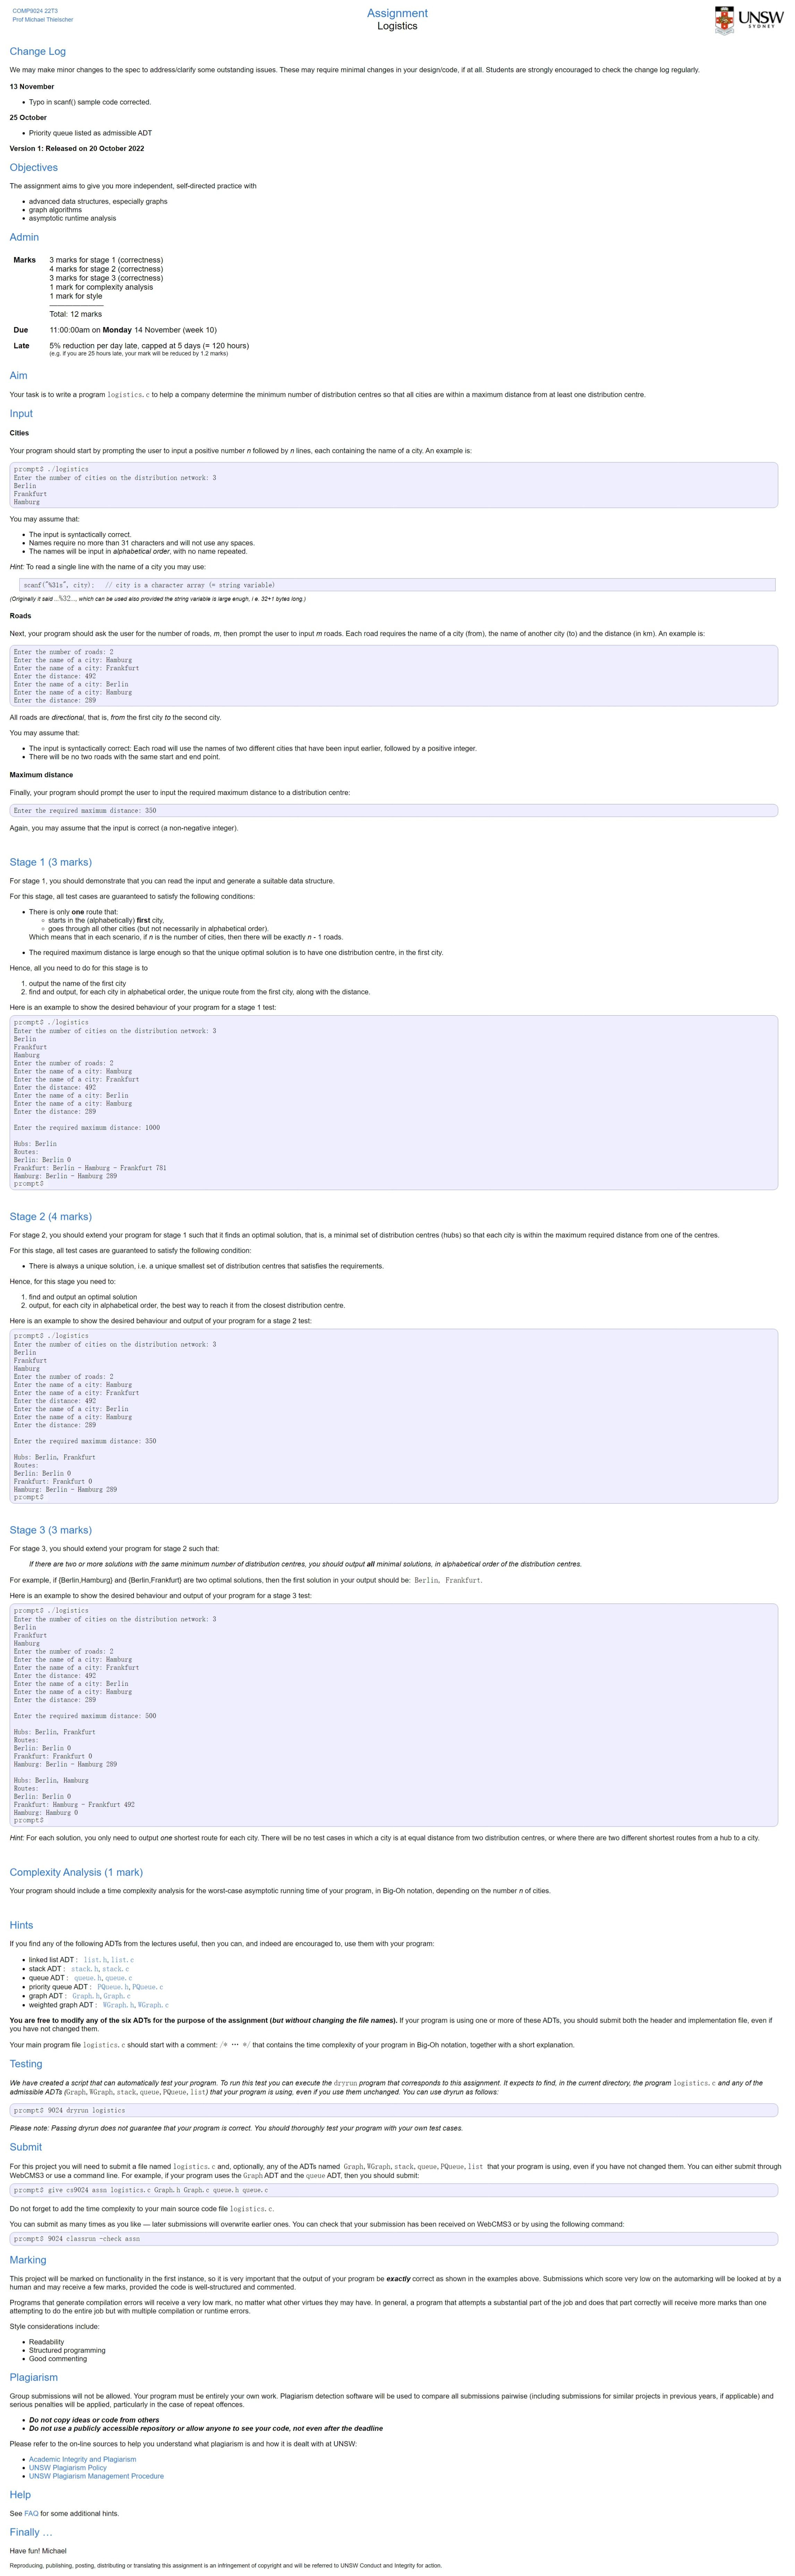 COMP9024 22T3
Prof Michael Thielscher
Assignment
Logistics
UNSW
SYDNEY
Change Log
We may make minor changes to the spec to address/clarify some outstanding issues. These may require minimal changes in your design/code, if at all. Students are strongly encouraged to check the change log regularly.
13 November
• Typo in scanf() sample code corrected.
25 October
• Priority queue listed as admissible ADT
Version 1: Released on 20 October 2022
Objectives
The assignment aims to give you more independent, self-directed practice with
• advanced data structures, especially graphs
• graph algorithms
• asymptotic runtime analysis
Admin
Marks 3 marks for stage 1 (correctness)
4 marks for stage 2 (correctness)
3 marks for stage 3 (correctness)
1 mark for complexity analysis
1 mark for style
Total: 12 marks
Due 11:00:00am on Monday 14 November (week 10)
Late 5% reduction per day late, capped at 5 days (= 120 hours)
(e.g. if you are 25 hours late, your mark will be reduced by 1.2 marks)
Aim
Your task is to write a program logistics.c to help a company determine the minimum number of distribution centres so that all cities are within a maximum distance from at least one distribution centre.
Input
Cities
Your program should start by prompting the user to input a positive number n followed by n lines, each containing the name of a city. An example is:
prompt$ ./logistics
Enter the number of cities on the distribution network: 3
Berlin
Frankfurt
Hamburg
You may assume that:
• The input is syntactically correct.
• Names require no more than 31 characters and will not use any spaces.
• The names will be input in alphabetical order, with no name repeated.
Hint: To read a single line with the name of a city you may use:
scanf("%31s", city); // city is a character array (= string variable)
(Originally it said ...%32..., which can be used also provided the string variable is large enugh, i.e. 32+1 bytes long.)
Roads
Next, your program should ask the user for the number of roads, m, then prompt the user to input m roads. Each road requires the name of a city (from), the name of another city (to) and the distance (in km). An example is:
Enter the number of roads: 2
Enter the name of a city: Hamburg
Enter the name of a city: Frankfurt
Enter the distance: 492
Enter the name of a city: Berlin
Enter the name of a city: Hamburg
Enter the distance: 289
All roads are directional, that is, from the first city to the second city.
You may assume that:
• The input is syntactically correct: Each road will use the names of two different cities that have been input earlier, followed by a positive integer.
• There will be no two roads with the same start and end point.
Maximum distance
Finally, your program should prompt the user to input the required maximum distance to a distribution centre:
Enter the required maximum distance: 350
Again, you may assume that the input is correct (a non-negative integer).
Stage 1 (3 marks)
For stage 1, you should demonstrate that you can read the input and generate a suitable data structure.
For this stage, all test cases are guaranteed to satisfy the following conditions:
• There is only one route that:
◦ starts in the (alphabetically) first city,
◦ goes through all other cities (but not necessarily in alphabetical order).
Which means that in each scenario, if n is the number of cities, then there will be exactly n - 1 roads.
• The required maximum distance is large enough so that the unique optimal solution is to have one distribution centre, in the first city.
Hence, all you need to do for this stage is to
1. output the name of the first city
2. find and output, for each city in alphabetical order, the unique route from the first city, along with the distance.
Here is an example to show the desired behaviour of your program for a stage 1 test:
prompt$ ./logistics
Enter the number of cities on the distribution network: 3
Berlin
Frankfurt
Hamburg
Enter the number of roads: 2
Enter the name of a city: Hamburg
Enter the name of a city: Frankfurt
Enter the distance: 492
Enter the name of a city: Berlin
Enter the name of a city: Hamburg
Enter the distance: 289
Enter the required maximum distance: 1000
Hubs: Berlin
Routes:
Berlin: Berlin 0
Frankfurt: Berlin - Hamburg - Frankfurt 781
Hamburg: Berlin - Hamburg 289
prompt$
Stage 2 (4 marks)
For stage 2, you should extend your program for stage 1 such that it finds an optimal solution, that is, a minimal set of distribution centres (hubs) so that each city is within the maximum required distance from one of the centres.
For this stage, all test cases are guaranteed to satisfy the following condition:
• There is always a unique solution, i.e. a unique smallest set of distribution centres that satisfies the requirements.
Hence, for this stage you need to:
1. find and output an optimal solution
2. output, for each city in alphabetical order, the best way to reach it from the closest distribution centre.
Here is an example to show the desired behaviour and output of your program for a stage 2 test:
prompt$ ./logistics
Enter the number of cities on the distribution network: 3
Berlin
Frankfurt
Hamburg
Enter the number of roads: 2
Enter the name of a city: Hamburg
Enter the name of a city: Frankfurt
Enter the distance: 492
Enter the name of a city: Berlin
Enter the name of a city: Hamburg
Enter the distance: 289
Enter the required maximum distance: 350
Hubs: Berlin, Frankfurt
Routes:
Berlin: Berlin 0
Frankfurt: Frankfurt 0
Hamburg: Berlin - Hamburg 289
prompt$
Stage 3 (3 marks)
For stage 3, you should extend your program for stage 2 such that:
If there are two or more solutions with the same minimum number of distribution centres, you should output all minimal solutions, in alphabetical order of the distribution centres.
For example, if {Berlin,Hamburg} and {Berlin,Frankfurt} are two optimal solutions, then the first solution in your output should be: Berlin, Frankfurt.
Here is an example to show the desired behaviour and output of your program for a stage 3 test:
prompt$ ./logistics
Enter the number of cities on the distribution network: 3
Berlin
Frankfurt
Hamburg
Enter the number of roads: 2
Enter the name of a city: Hamburg
Enter the name of a city: Frankfurt
Enter the distance: 492
Enter the name of a city: Berlin
Enter the name of a city: Hamburg
Enter the distance: 289
Enter the required maximum distance: 500
Hubs: Berlin, Frankfurt
Routes:
Berlin: Berlin 0
Frankfurt: Frankfurt 0
Hamburg: Berlin - Hamburg 289
Hubs: Berlin, Hamburg
Routes:
Berlin: Berlin 0
Frankfurt: Hamburg - Frankfurt 492
Hamburg: Hamburg 0
prompt$
Hint: For each solution, you only need to output one shortest route for each city. There will be no test cases in which a city is at equal distance from two distribution centres, or where there are two different shortest routes from a hub to a city.
Complexity Analysis (1 mark)
Your program should include a time complexity analysis for the worst-case asymptotic running time of your program, in Big-Oh notation, depending on the number n of cities.
Hints
If you find any of the following ADTs from the lectures useful, then you can, and indeed are encouraged to, use them with your program:
• linked list ADT : list.h, list.c
• stack ADT : stack.h, stack.c
• queue ADT : queue.h, queue.c
• priority queue ADT : PQueue.h, PQueue.c
• graph ADT : Graph.h, Graph.c
• weighted graph ADT : WGraph.h, WGraph.c
You are free to modify any of the six ADTs for the purpose of the assignment (but without changing the file names). If your program is using one or more of these ADTs, you should submit both the header and implementation file, even if
you have not changed them.
Your main program file logistics.c should start with a comment: /* … */ that contains the time complexity of your program in Big-Oh notation, together with a short explanation.
Testing
We have created a script that can automatically test your program. To run this test you can execute the dryrun program that corresponds to this assignment. It expects to find, in the current directory, the program logistics.c and any of the
admissible ADTs (Graph, WGraph, stack, queue, PQueue, list) that your program is using, even if you use them unchanged. You can use dryrun as follows:
prompt$ 9024 dryrun logistics
Please note: Passing dryrun does not guarantee that your program is correct. You should thoroughly test your program with your own test cases.
Submit
For this project you will need to submit a file named logistics.c and, optionally, any of the ADTs named Graph, WGraph, stack, queue, PQueue, list that your program is using, even if you have not changed them. You can either submit through
WebCMS3 or use a command line. For example, if your program uses the Graph ADT and the queue ADT, then you should submit:
prompt$ give cs9024 assn logistics.c Graph.h Graph.c queue.h queue.c
Do not forget to add the time complexity to your main source code file logistics.c.
You can submit as many times as you like — later submissions will overwrite earlier ones. You can check that your submission has been received on WebCMS3 or by using the following command:
prompt$ 9024 classrun -check assn
Marking
This project will be marked on functionality in the first instance, so it is very important that the output of your program be exactly correct as shown in the examples above. Submissions which score very low on the automarking will be looked at by a
human and may receive a few marks, provided the code is well-structured and commented.
Programs that generate compilation errors will receive a very low mark, no matter what other virtues they may have. In general, a program that attempts a substantial part of the job and does that part correctly will receive more marks than one
attempting to do the entire job but with multiple compilation or runtime errors.
Style considerations include:
• Readability
• Structured programming
• Good commenting
Plagiarism
Group submissions will not be allowed. Your program must be entirely your own work. Plagiarism detection software will be used to compare all submissions pairwise (including submissions for similar projects in previous years, if applicable) and
serious penalties will be applied, particularly in the case of repeat offences.
• Do not copy ideas or code from others
• Do not use a publicly accessible repository or allow anyone to see your code, not even after the deadline
Please refer to the on-line sources to help you understand what plagiarism is and how it is dealt with at UNSW:
• Academic Integrity and Plagiarism
• UNSW Plagiarism Policy
• UNSW Plagiarism Management Procedure
Help
See FAQ for some additional hints.
Finally …
Have fun! Michael
Reproducing, publishing, posting, distributing or translating this assignment is an infringement of copyright and will be referred to UNSW Conduct and Integrity for action.